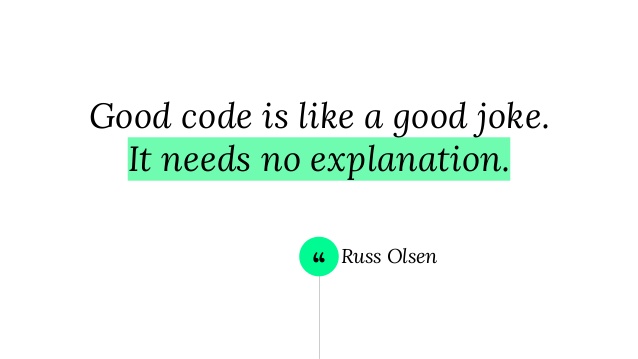 Good code is like a good joke.
It needs no explanation.
“ Russ Olsen